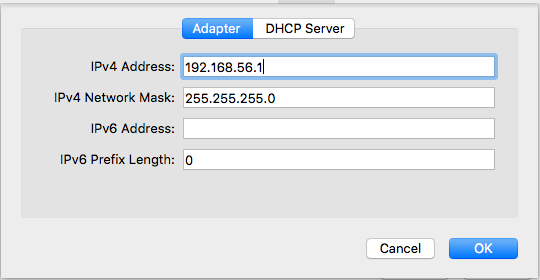 Adapter DHCP Server
IPv4 Address: 192.168.56.1
IPv4 Network Mask: 255.255.255.0
IPv6 Address:
IPv6 Prefix Length: 0
Cancel OK